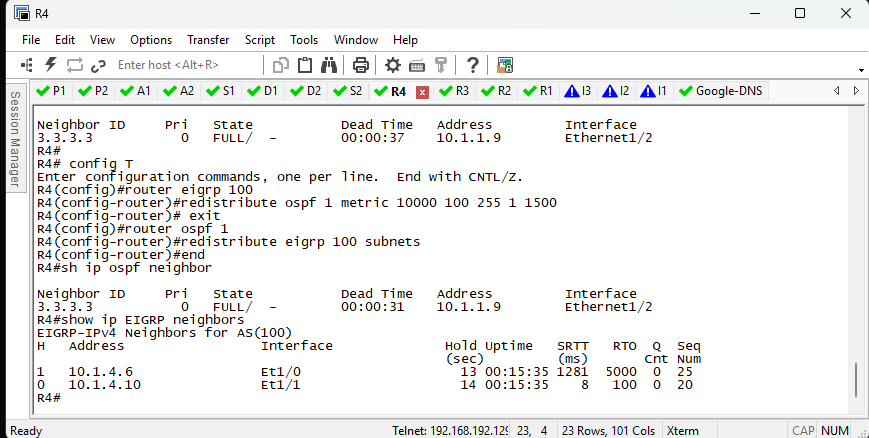 R4
File Edit View Options Transfer Script Tools Window Help
Enter host <Alt+R>
Session Manager
P1 P2 A1 A2 S1 D1 D2 S2 R4 R3 R2 R1 I3 I2 I1 Google-DNS
Neighbor ID     Pri   State           Dead Time   Address         Interface
3.3.3.3           0   FULL/  -        00:00:37    10.1.1.9        Ethernet1/2
R4#
R4# config T
Enter configuration commands, one per line.  End with CNTL/Z.
R4(config)#router eigrp 100
R4(config-router)#redistribute ospf 1 metric 10000 100 255 1 1500
R4(config-router)# exit
R4(config)#router ospf 1
R4(config-router)#redistribute eigrp 100 subnets
R4(config-router)#end
R4#sh ip ospf neighbor
Neighbor ID     Pri   State           Dead Time   Address         Interface
3.3.3.3           0   FULL/  -        00:00:31    10.1.1.9        Ethernet1/2
R4#show ip EIGRP neighbors
EIGRP-IPv4 Neighbors for AS(100)
H   Address                 Interface              Hold Uptime   SRTT   RTO  Q  Seq
(sec)         (ms)       Cnt Num
1   10.1.4.6                Et1/0                    13 00:15:35 1281  5000  0  25
0   10.1.4.10               Et1/1                    14 00:15:35    8   100  0  20
R4#
Ready Telnet: 192.168.192.129 23, 4 23 Rows, 101 Cols Xterm CAP NUM